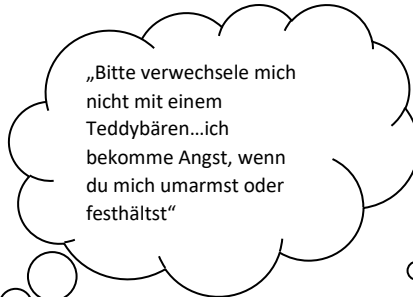 „Bitte verwechsele mich
nicht mit einem
Teddybären…ich
bekomme Angst, wenn
du mich umarmst oder
festhältst“